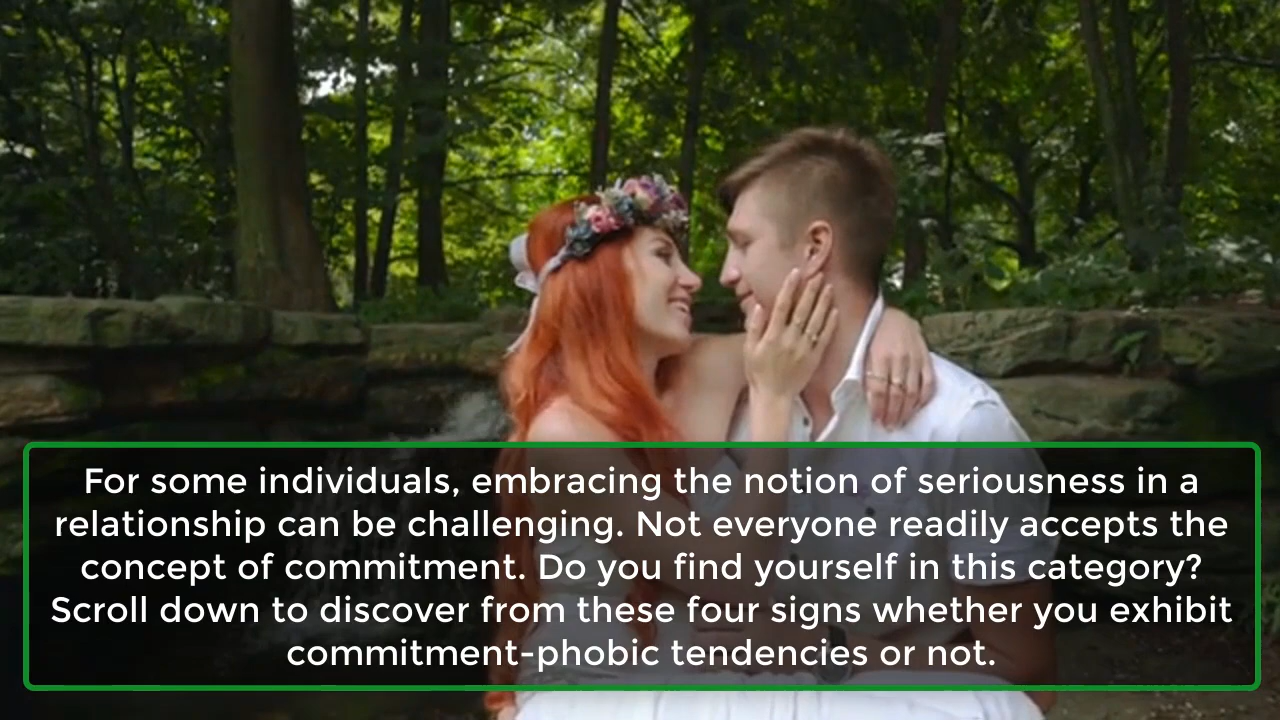 For some individuals, embracing the notion of seriousness in a
relationship can be challenging. Not everyone readily accepts the
concept of commitment. Do you find yourself in this category?
Scroll down to discover from these four signs whether you exhibit
commitment-phobic tendencies or not.